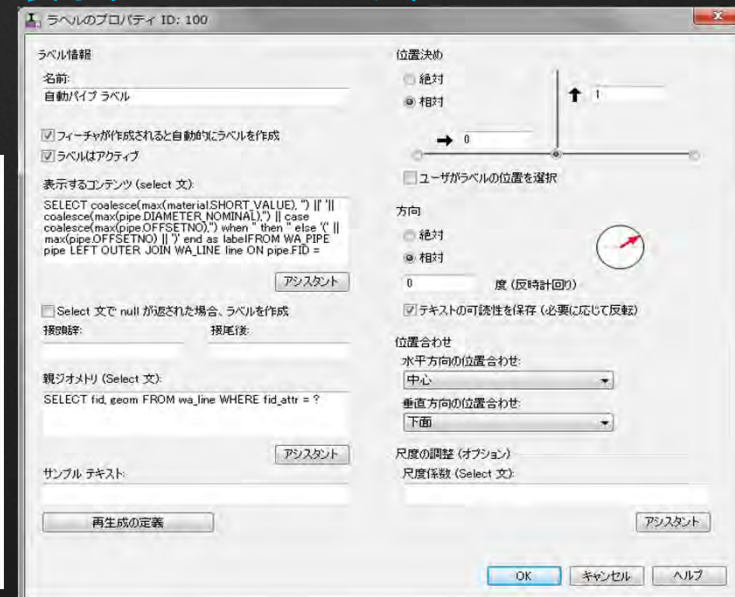 ラベルのプロパティ ID: 100
ラベル情報
名前:
自動パイプ ラベル
フィーチャが作成されると自動的にラベルを作成
ラベルはアクティブ
表示するコンテンツ (select 文):
SELECT coalesce(max(material.SHORT_VALUE), '') || ' '||
coalesce(max(pipe.DIAMETER_NOMINAL),'') || case
coalesce(max(pipe.OFFSETNO),'') when '' then '' else '(' ||
max(pipe.OFFSETNO) || ')' end as labelFROM WA_PIPE
pipe LEFT OUTER JOIN WA_LINE line ON pipe.FID =
アシスタント
Select 文で null が返された場合、ラベルを作成
接頭辞:
接尾後:
親ジオメトリ (Select 文):
SELECT fid, geom FROM wa_line WHERE fid_attr = ?
アシスタント
サンプル テキスト:
再生成の定義
位置決め
絶対
相対
1
0
ユーザがラベルの位置を選択
方向
絶対
相対
0 度 (反時計回り)
テキストの可読性を保存 (必要に応じて反転)
位置合わせ
水平方向の位置合わせ:
中心
垂直方向の位置合わせ:
下面
尺度の調整 (オプション)
尺度係数 (Select 文):
アシスタント
OK
キャンセル
ヘルプ